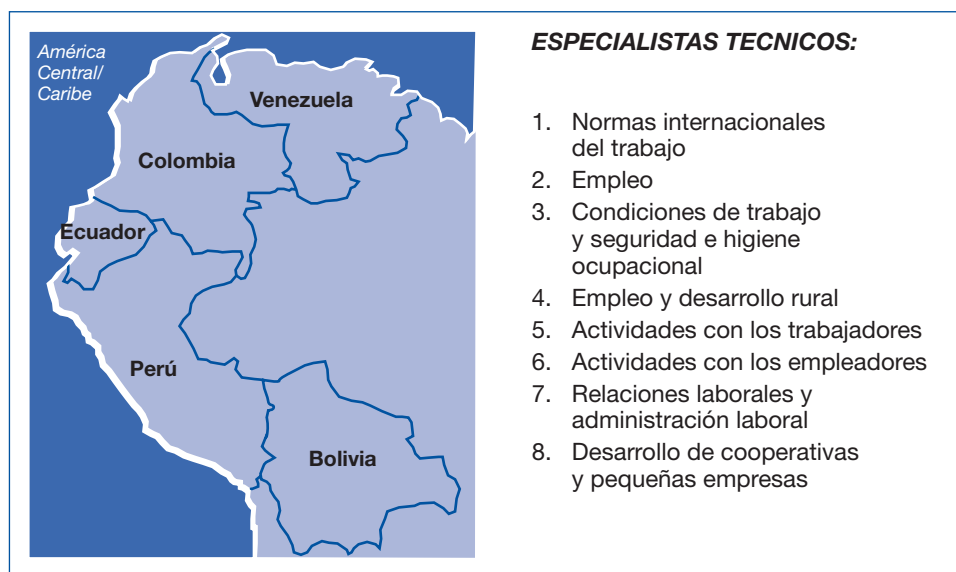 América
Central/
Caribe
Venezuela
Colombia
Ecuador
Perú
Bolivia
ESPECIALISTAS TECNICOS:
1. Normas internacionales
del trabajo
2. Empleo
3. Condiciones de trabajo
y seguridad e higiene
ocupacional
4. Empleo y desarrollo rural
5. Actividades con los trabajadores
6. Actividades con los empleadores
7. Relaciones laborales y
administración laboral
8. Desarrollo de cooperativas
y pequeñas empresas